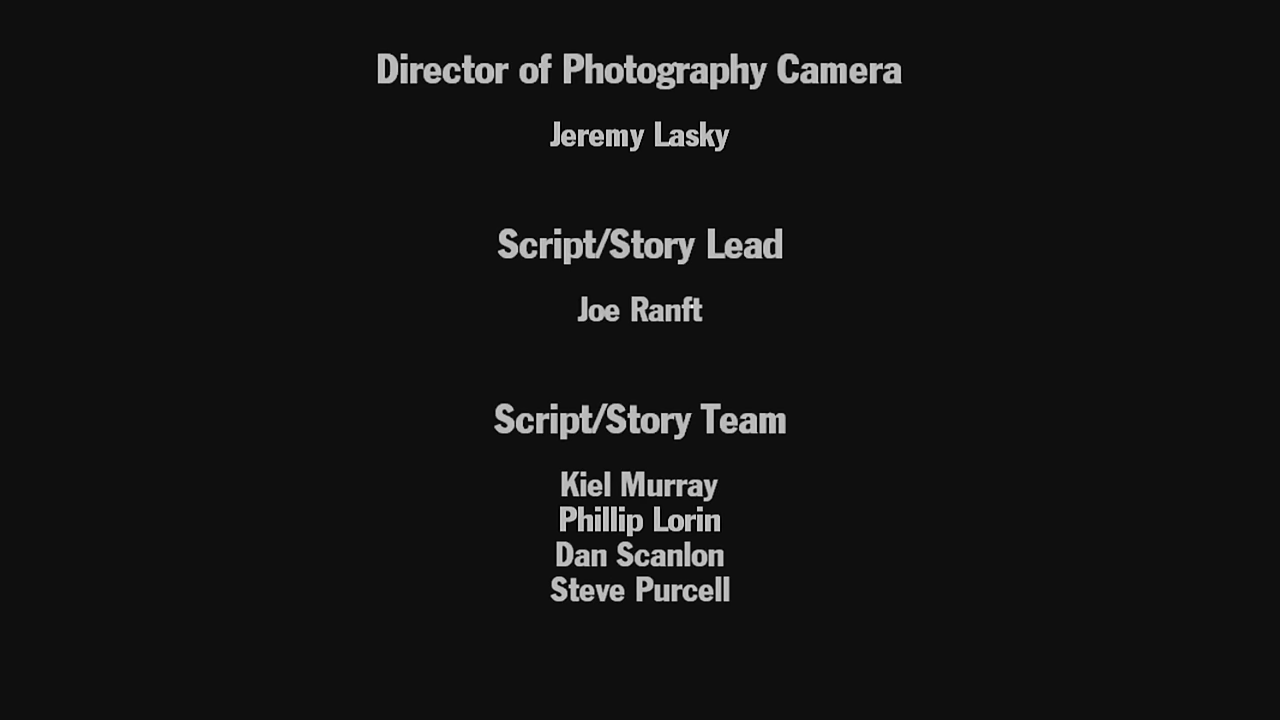 Director of Photography Camera
Jeremy Lasky
Script/Story Lead
Joe Ranft
Script/Story Team
Kiel Murray
Phillip Lorin
Dan Scanlon
Steve Purcell